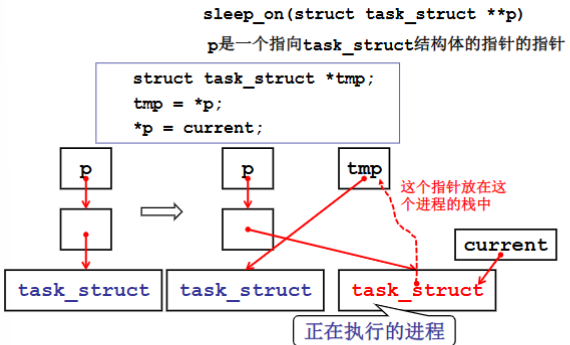 sleep_on(struct task_struct **p)
p是一个指向task_struct结构体的指针的指针
struct task_struct *tmp;
tmp = *p;
*p = current;
p
p
tmp
这个指针放在这
个进程的栈中
current
task_struct
task_struct
task_struct
正在执行的进程